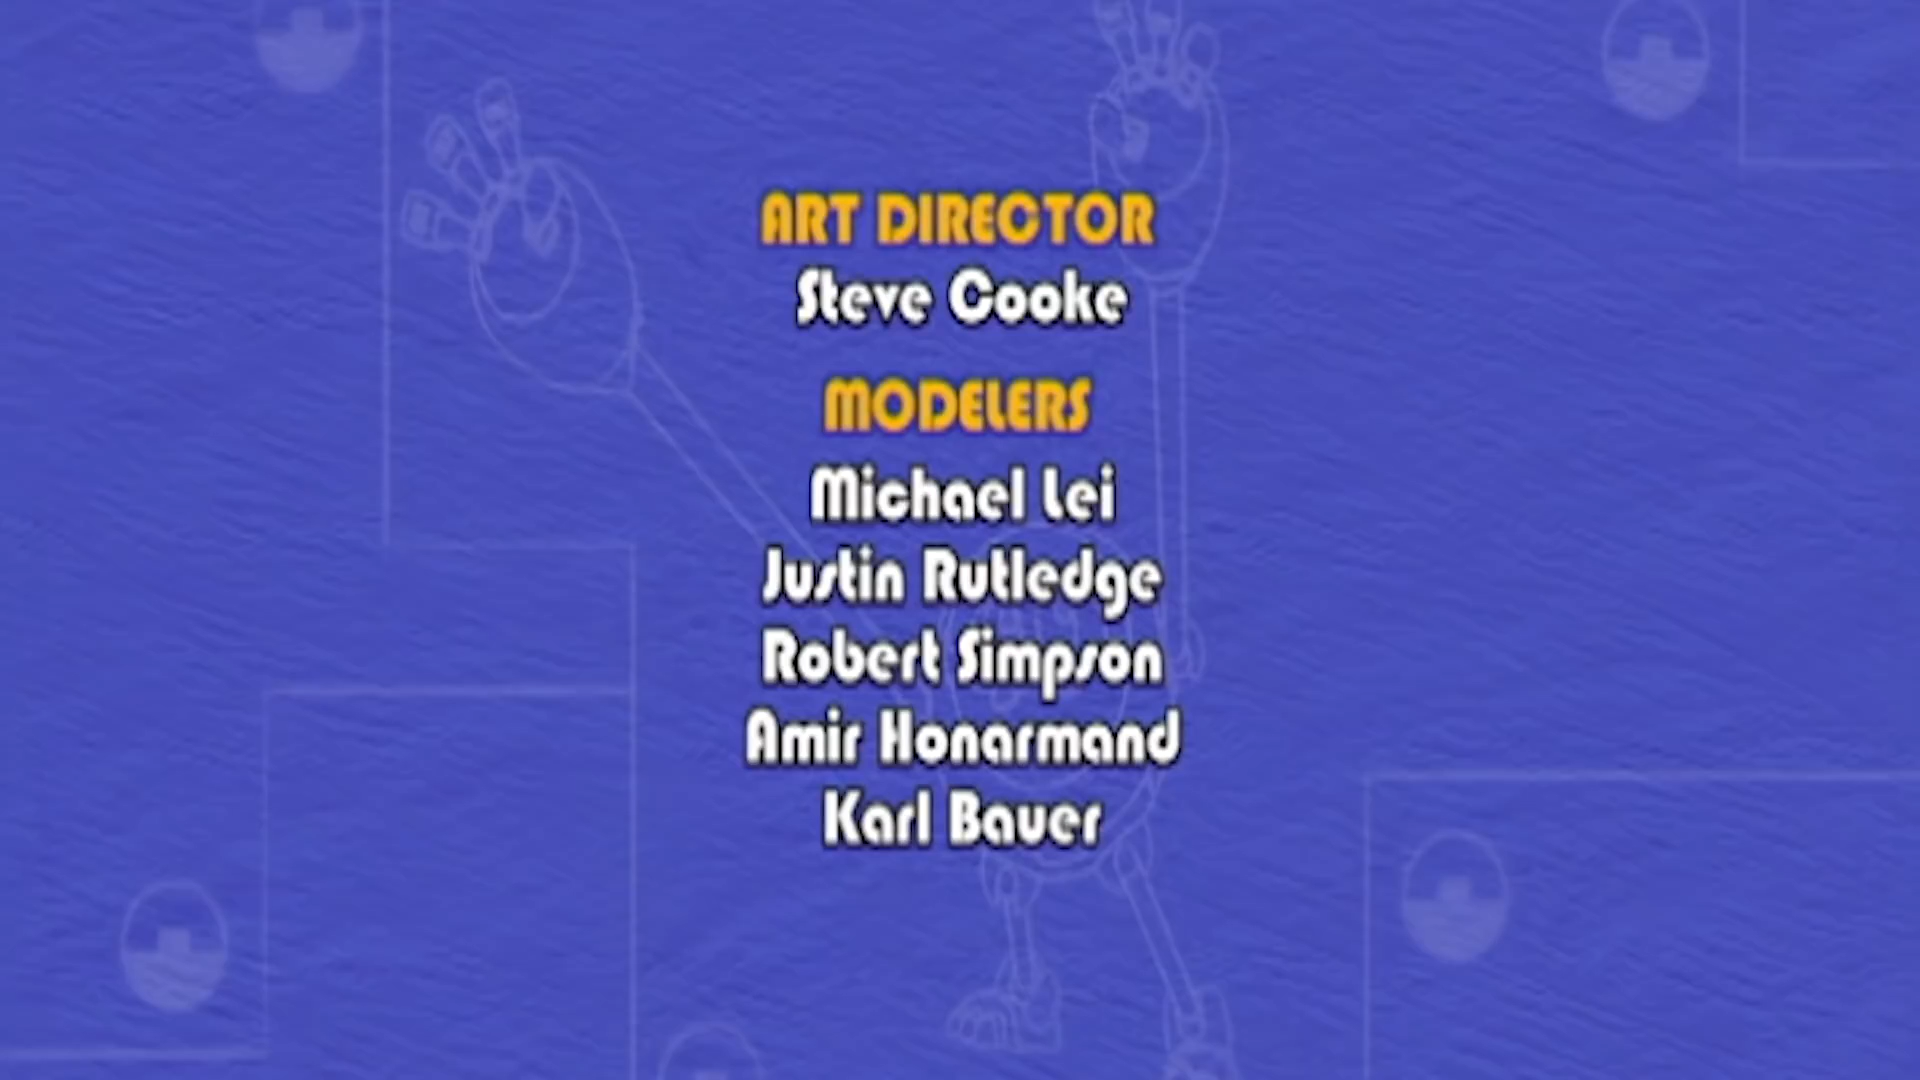 ART DIRECTOR
Steve Cooke
MODELERS
Michael Lei
Justin Rutledge
Robert Simpson
Amir Honarmand
Karl Bauer